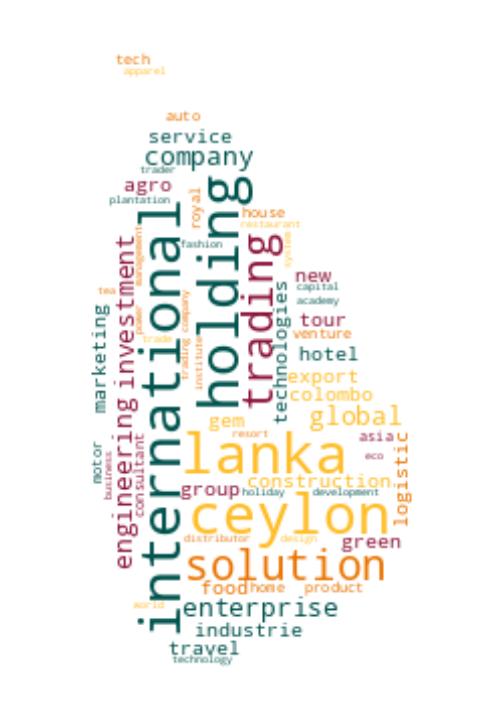 tech
apparel
auto
service
company
trader
agro
plantation
royal
house
restaurant
holding
international
trading
fashion
system
management
investment
new
capital
academy
technologies
tea
marketing
power
trade
trading company
institute
tour
venture
hotel
export
colombo
global
gem
resort
asia
eco
logistic
lanka
motor
business
consultant
engineering
construction
group
holiday
development
ceylon
distributor
design
green
solution
food
home
product
world
enterprise
industrie
travel
technology